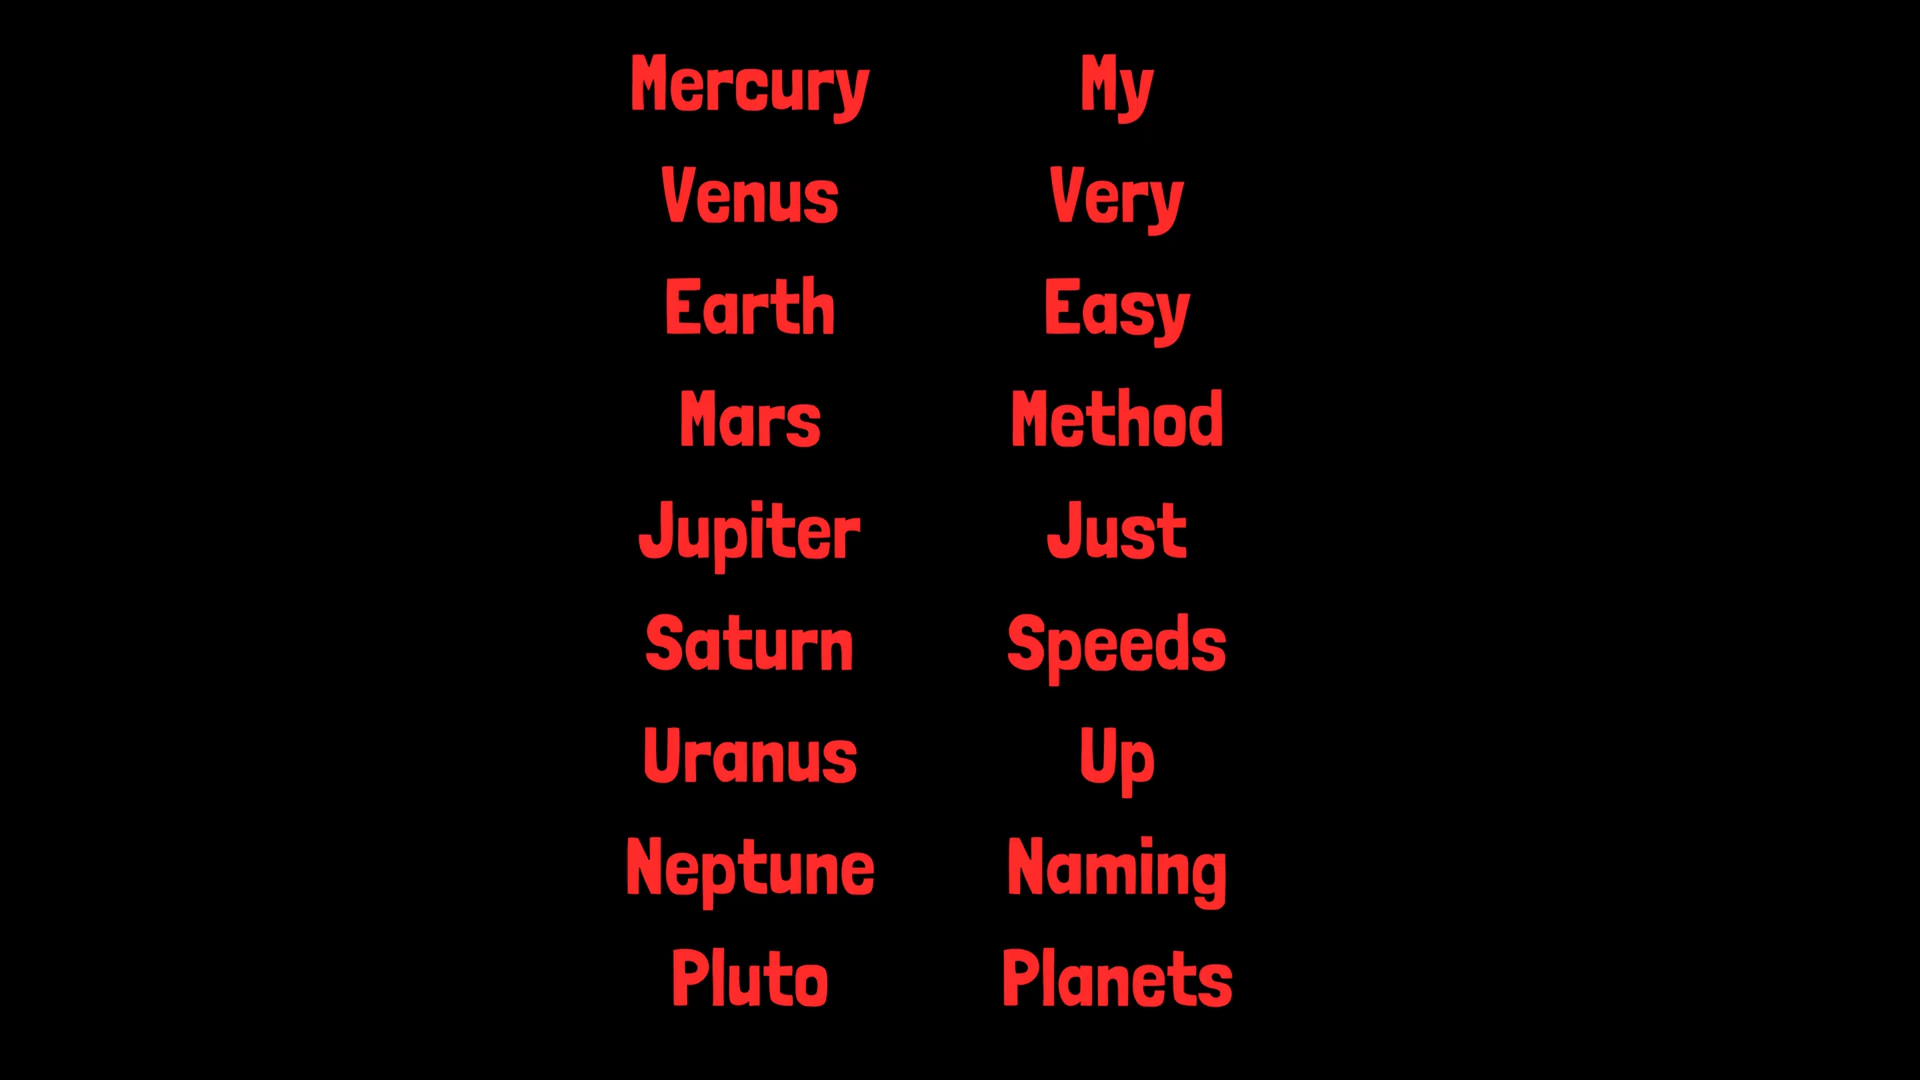 Mercury My
Venus Very
Earth Easy
Mars Method
Jupiter Just
Saturn Speeds
Uranus Up
Neptune Naming
Pluto Planets